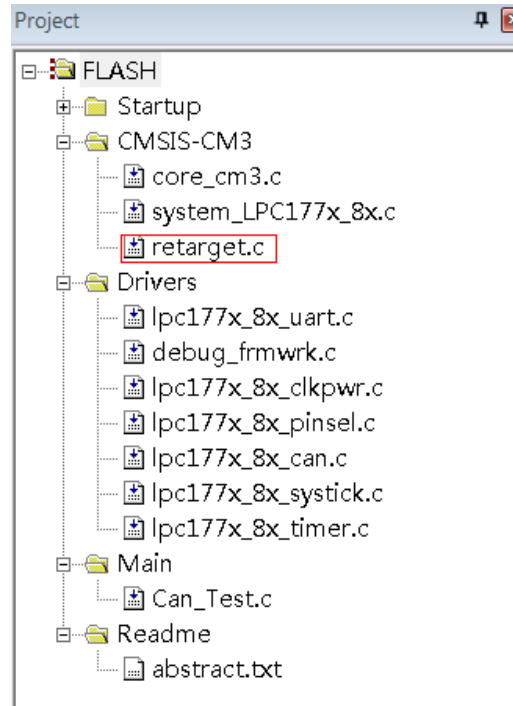 Project
FLASH
Startup
CMSIS-CM3
core_cm3.c
system_LPC177x_8x.c
retarget.c
Drivers
lpc177x_8x_uart.c
debug_frmwrk.c
lpc177x_8x_clkpwr.c
lpc177x_8x_pinsel.c
lpc177x_8x_can.c
lpc177x_8x_systick.c
lpc177x_8x_timer.c
Main
Can_Test.c
Readme
abstract.txt